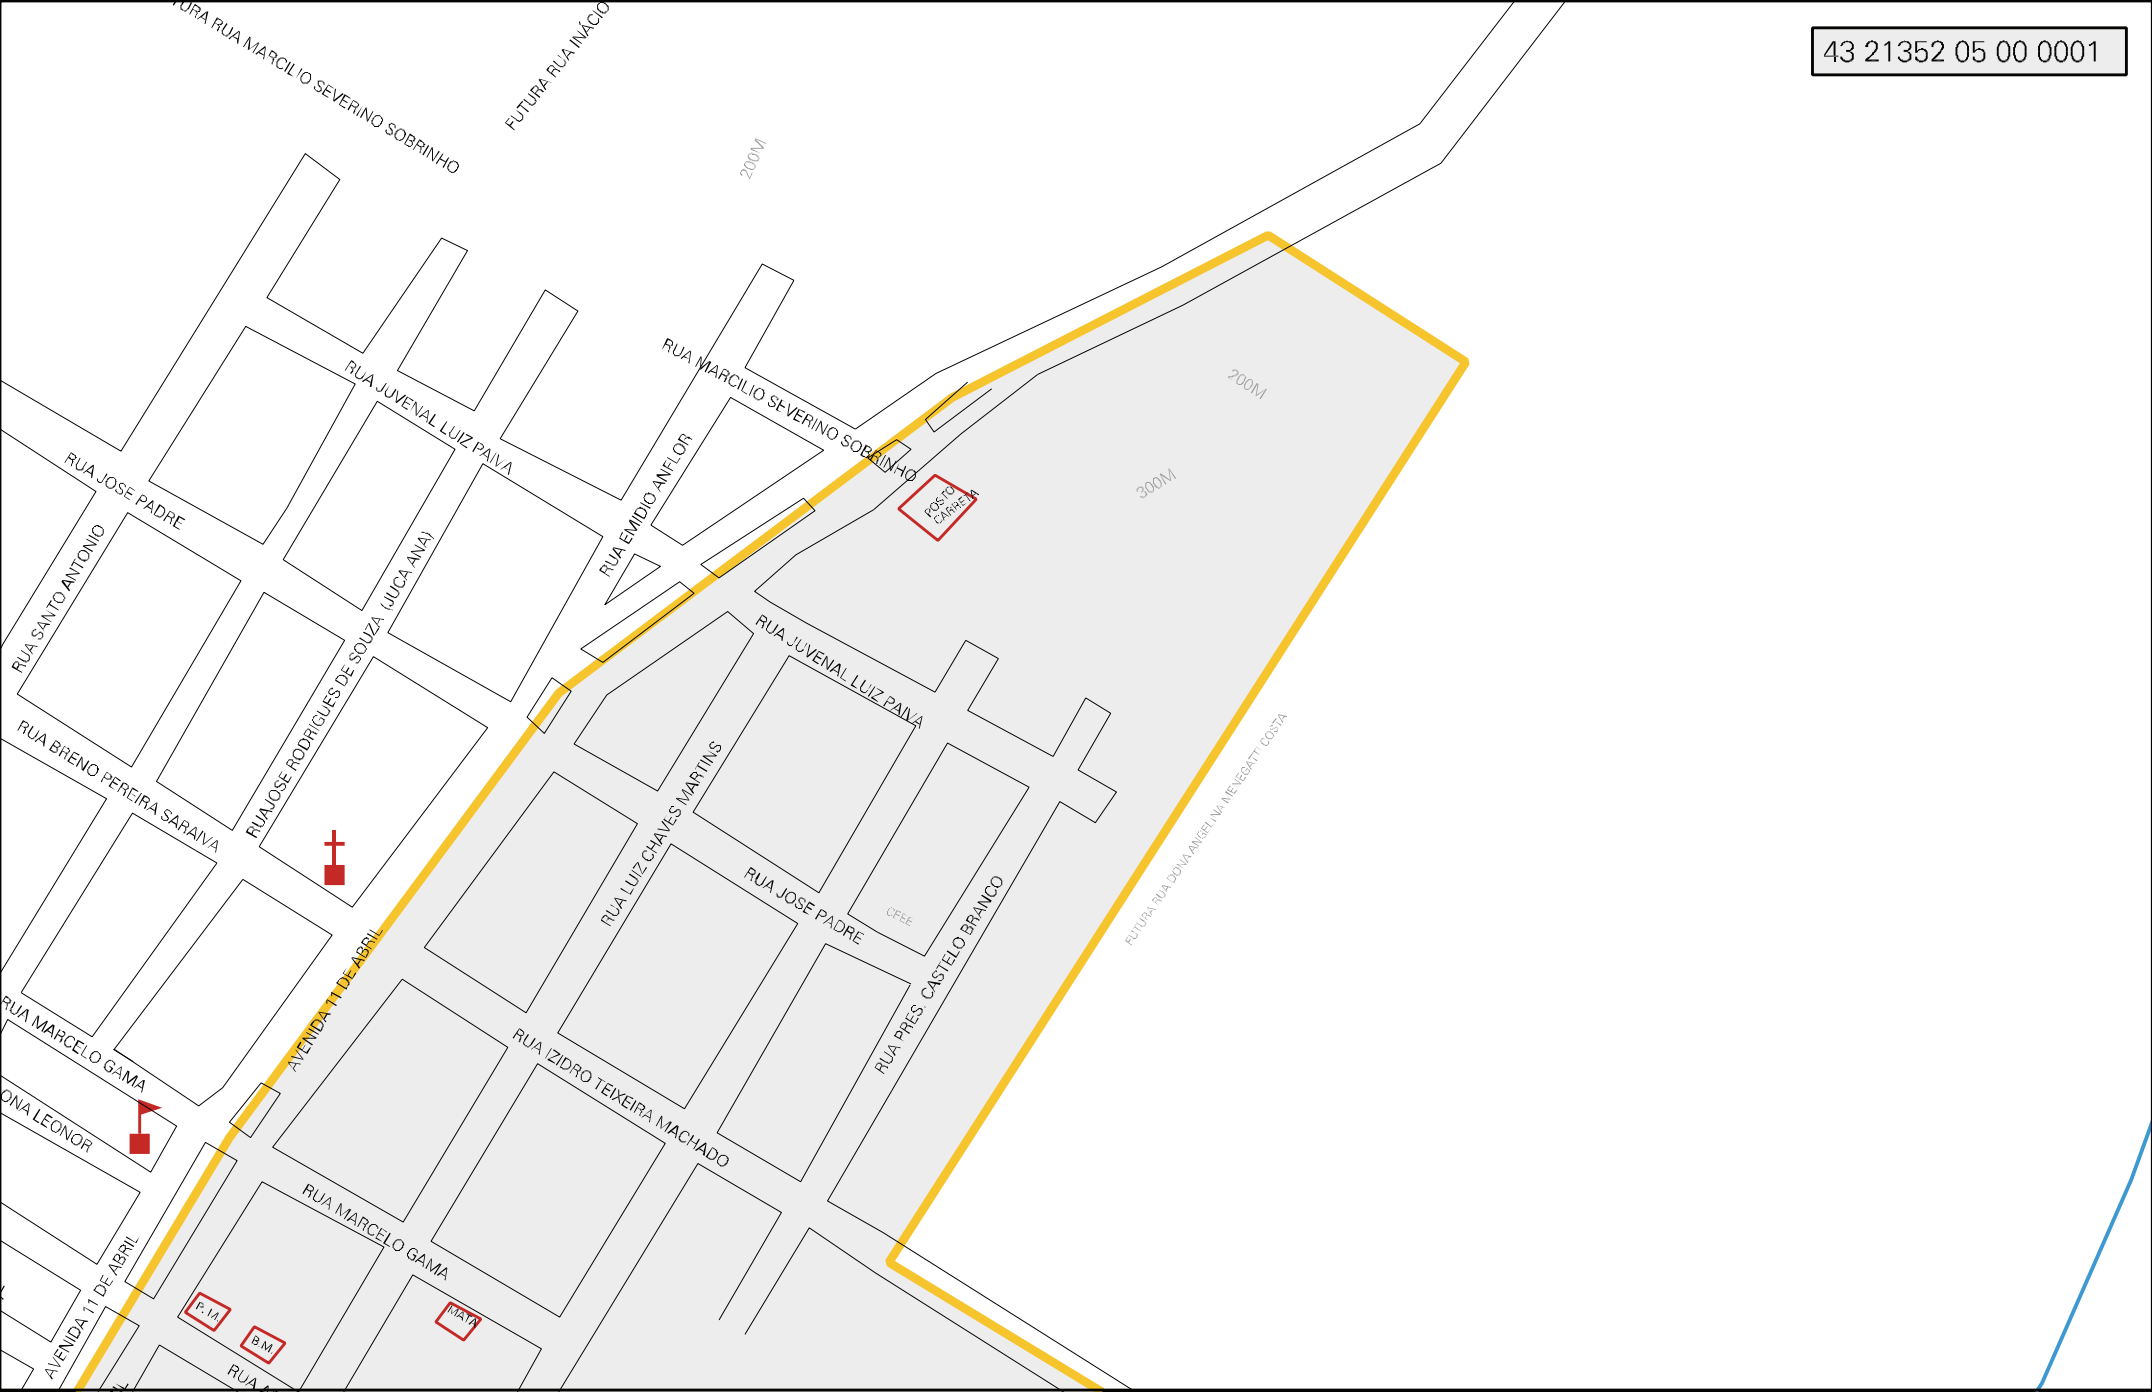 RUA MARCILIO SEVERINO SOBRINHO
FUTURA RUA INÁCIO
43 21352 05 00 0001
200M
RUA MARCILIO SEVERINO SOBRINHO
RUA JUVENAL LUIZ PAIVA
200M
RUA EMIDIO ANFLOR
RUA JOSE PADRE
POSTO
CARRETA
300M
RUA SANTO ANTONIO
RUAJOSE RODRIGUES DE SOUZA (JUCA ANA)
RUA JUVENAL LUIZ PAIVA
RUA BRENO PEREIRA SARAIVA
RUA LUIZ CHAVES MARTINS
FUTURA RUA DONA ANGELINA MENEGATTI COSTA
RUA JOSE PADRE
CFEE
RUA PRES. CASTELO BRANCO
AVENIDA 11 DE ABRIL
RUA MARCELO GAMA
RUA IZIDRO TEIXEIRA MACHADO
ONA LEONOR
RUA MARCELO GAMA
AVENIDA 11 DE ABRIL
P.M.
MATA
B.M.
RUA